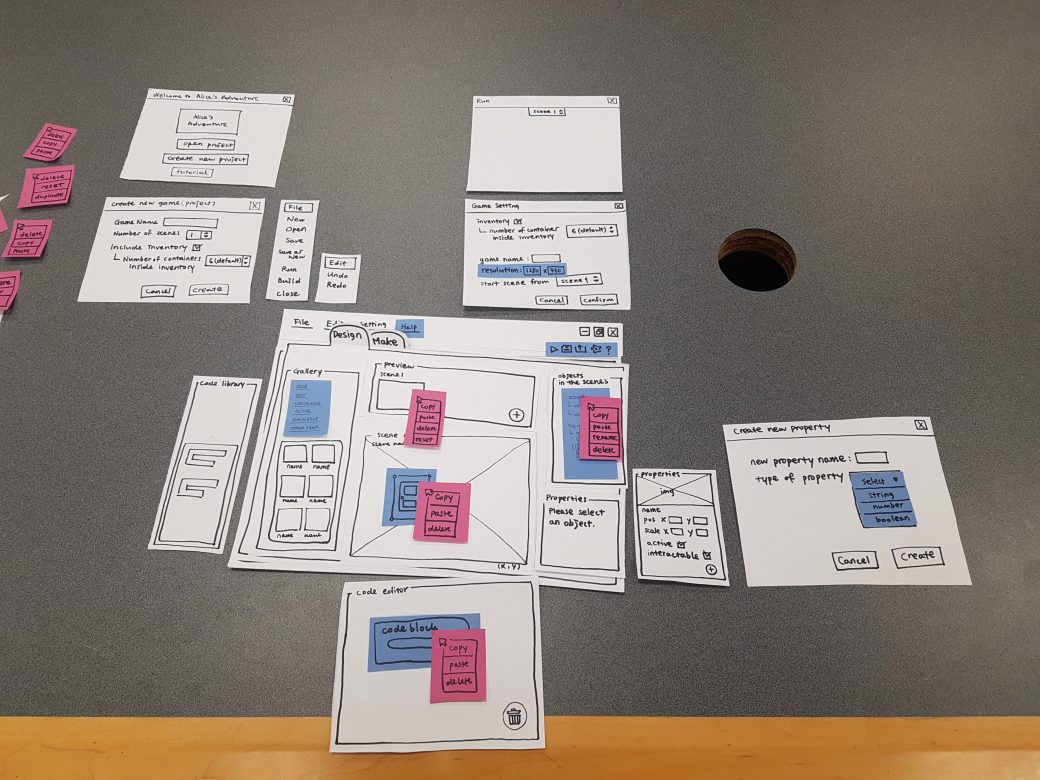 Welcome to Alice's Adventure
Alice's
Adventure
open project
create new project
tutorial
Run
scene 1
delete
copy
paste
delete
reset
duplicate
delete
copy
paste
create new game (project)
Game Name
Number of scenes 1
Include inventory
Number of containers
inside inventory
6 (default)
Cancel
Create
File
New
Open
Save
Save as
New
Run
Build
Close
Edit
Undo
Redo
Game Setting
inventory
number of container
inside inventory
6 (default)
game name :
resolution: 1280 x 720
start scene from scene 1
Cancel
Confirm
File
Setting
Help
Design
Make
Gallery
name name
name name
name name
preview
scene 1
copy
paste
delete
reset
scene
copy
paste
delete
(x,y)
objects
in the scenes
copy
paste
rename
delete
Properties
Please select
an object.
code library
properties
img
name
pos x y
scale x y
active
interactable
Create new property
new property name:
type of property
select
string
number
boolean
Cancel
Create
code editor
code block
copy
paste
delete